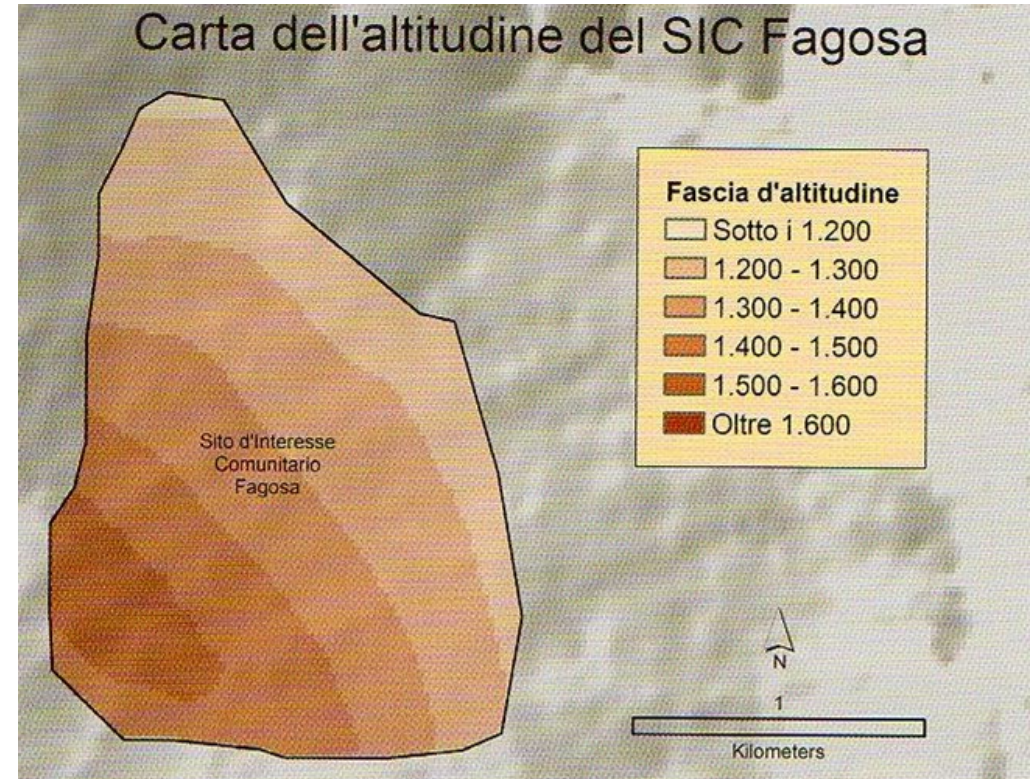 Carta dell'altitudine del SIC Fagosa
Fascia d'altitudine
Sotto i 1.200
1.200 - 1.300
1.300 - 1.400
1.400 - 1.500
1.500 - 1.600
Oltre 1.600
Sito d'Interesse
Comunitario
Fagosa
N
1
Kilometers